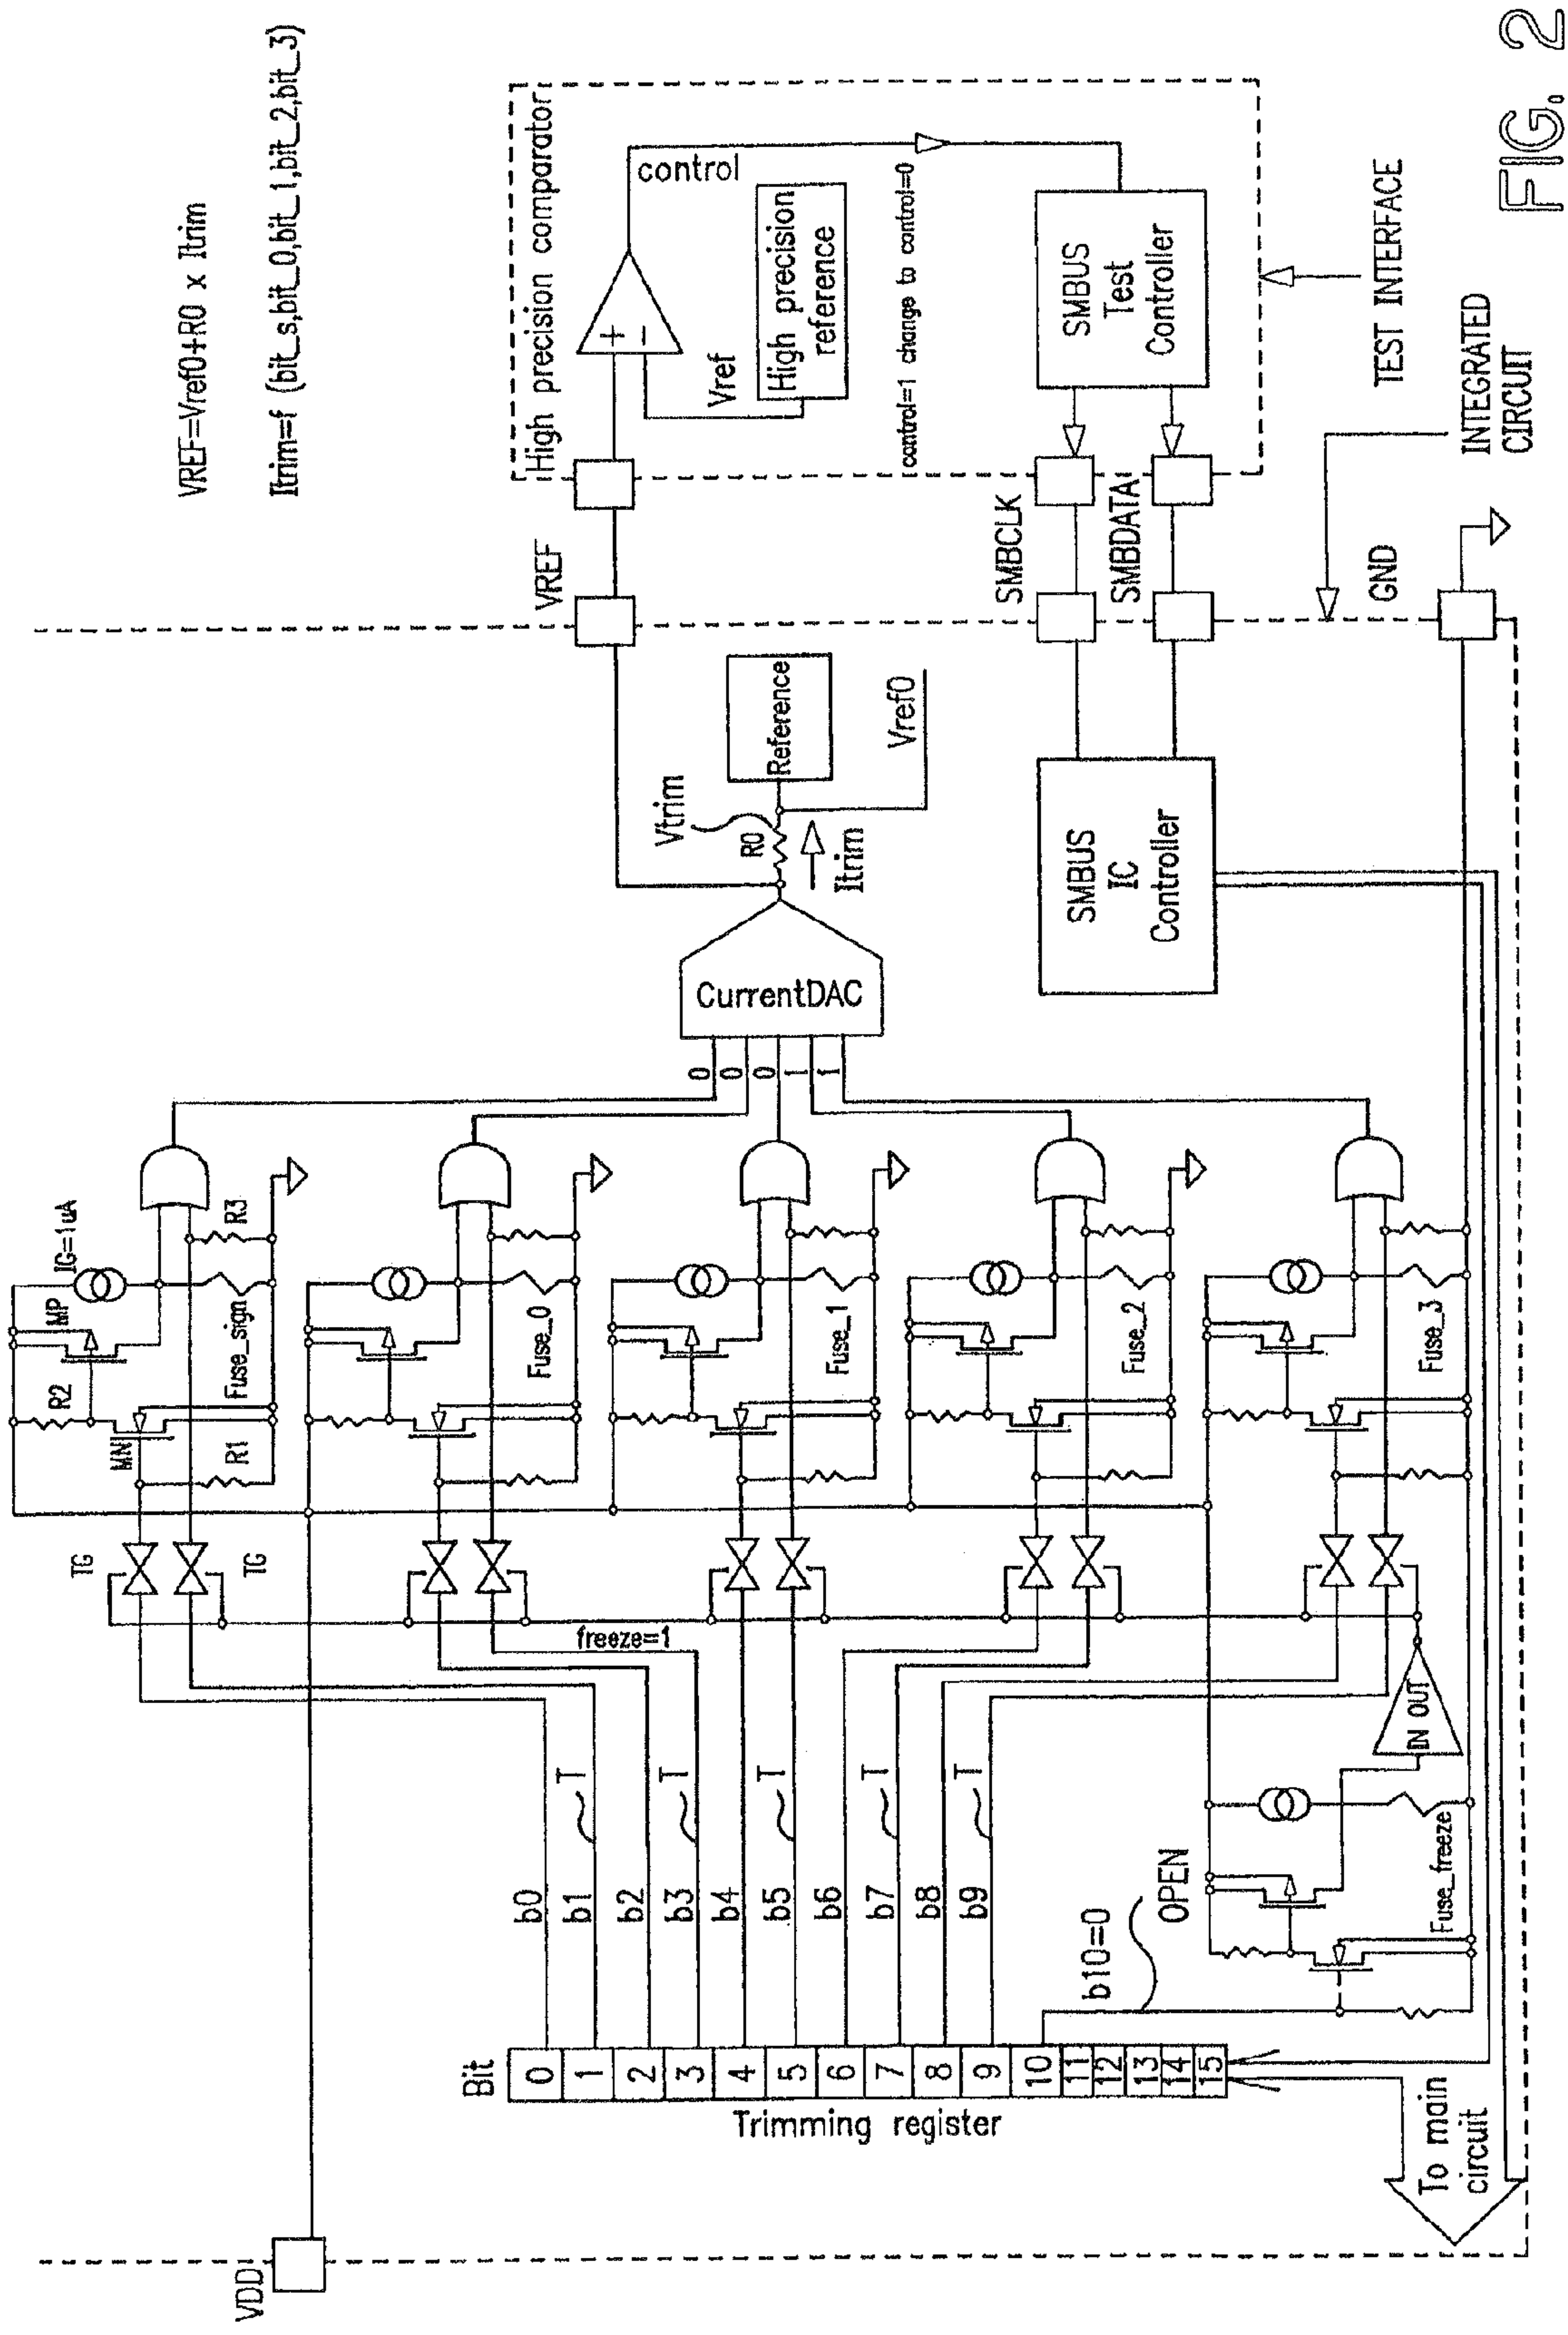 VREF=Vref0+R0 x Itrim
Itrim=f (bit_s,bit_0,bit_1,bit_2,bit_3)
High precision comparator
control
+
-
Vref
High precision
reference
control=1 change to control=0
SMBUS
Test
Controller
TEST INTERFACE
INTEGRATED
CIRCUIT
VREF
SMBCLK
SMBDATA
GND
Reference
Vtrim
R0
Itrim
Vref0
SMBUS
IC
Controller
CurrentDAC
0
0
0
1
1
IG=1uA
R3
MP
Fuse_sign
R2
MN
R1
TG
TG
Fuse_0
Fuse_1
Fuse_2
Fuse_3
freeze=1
IN OUT
T
T
T
T
T
b0
b1
b2
b3
b4
b5
b6
b7
b8
b9
b10=0
OPEN
Fuse_freeze
Bit
0
1
2
3
4
5
6
7
8
9
10
11
12
13
14
15
Trimming register
To main
circuit
VDD
FIG. 2